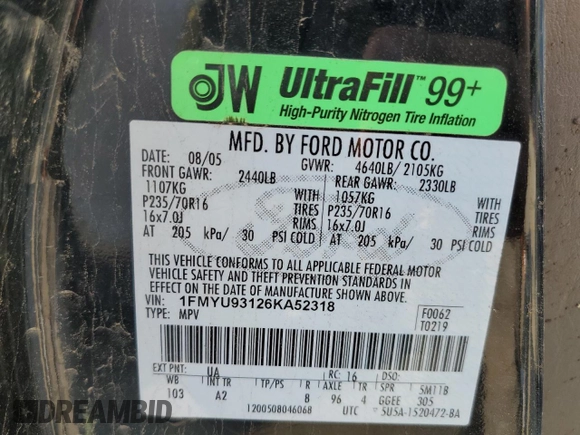 JW UltraFill™ 99+
High-Purity Nitrogen Tire Inflation
MFD. BY FORD MOTOR CO.
DATE: 08/05 GVWR: 4640LB/ 2105KG
FRONT GAWR: 2440LB REAR GAWR: 2330LB
1107KG WITH 1057KG WITH
P235/70R16 TIRES P235/70R16 TIRES
16x7.0J RIMS 16x7.0J RIMS
AT 205 kPa/ 30 PSI COLD AT 205 kPa/ 30 PSI COLD
THIS VEHICLE CONFORMS TO ALL APPLICABLE FEDERAL MOTOR
VEHICLE SAFETY AND THEFT PREVENTION STANDARDS IN
EFFECT ON THE DATE OF MANUFACTURE SHOWN ABOVE.
VIN: 1FMYU93126KA52318 F0062
TYPE: MPV T0219
EXT PNT: UA RC: 16 DSO:
WB INT TR TP/PS R AXLE TR SPR 5M11B
103 A2 8 96 4 GGEE 305
1200508046068 UTC 5U5A-1520472-BA
DREAMBID